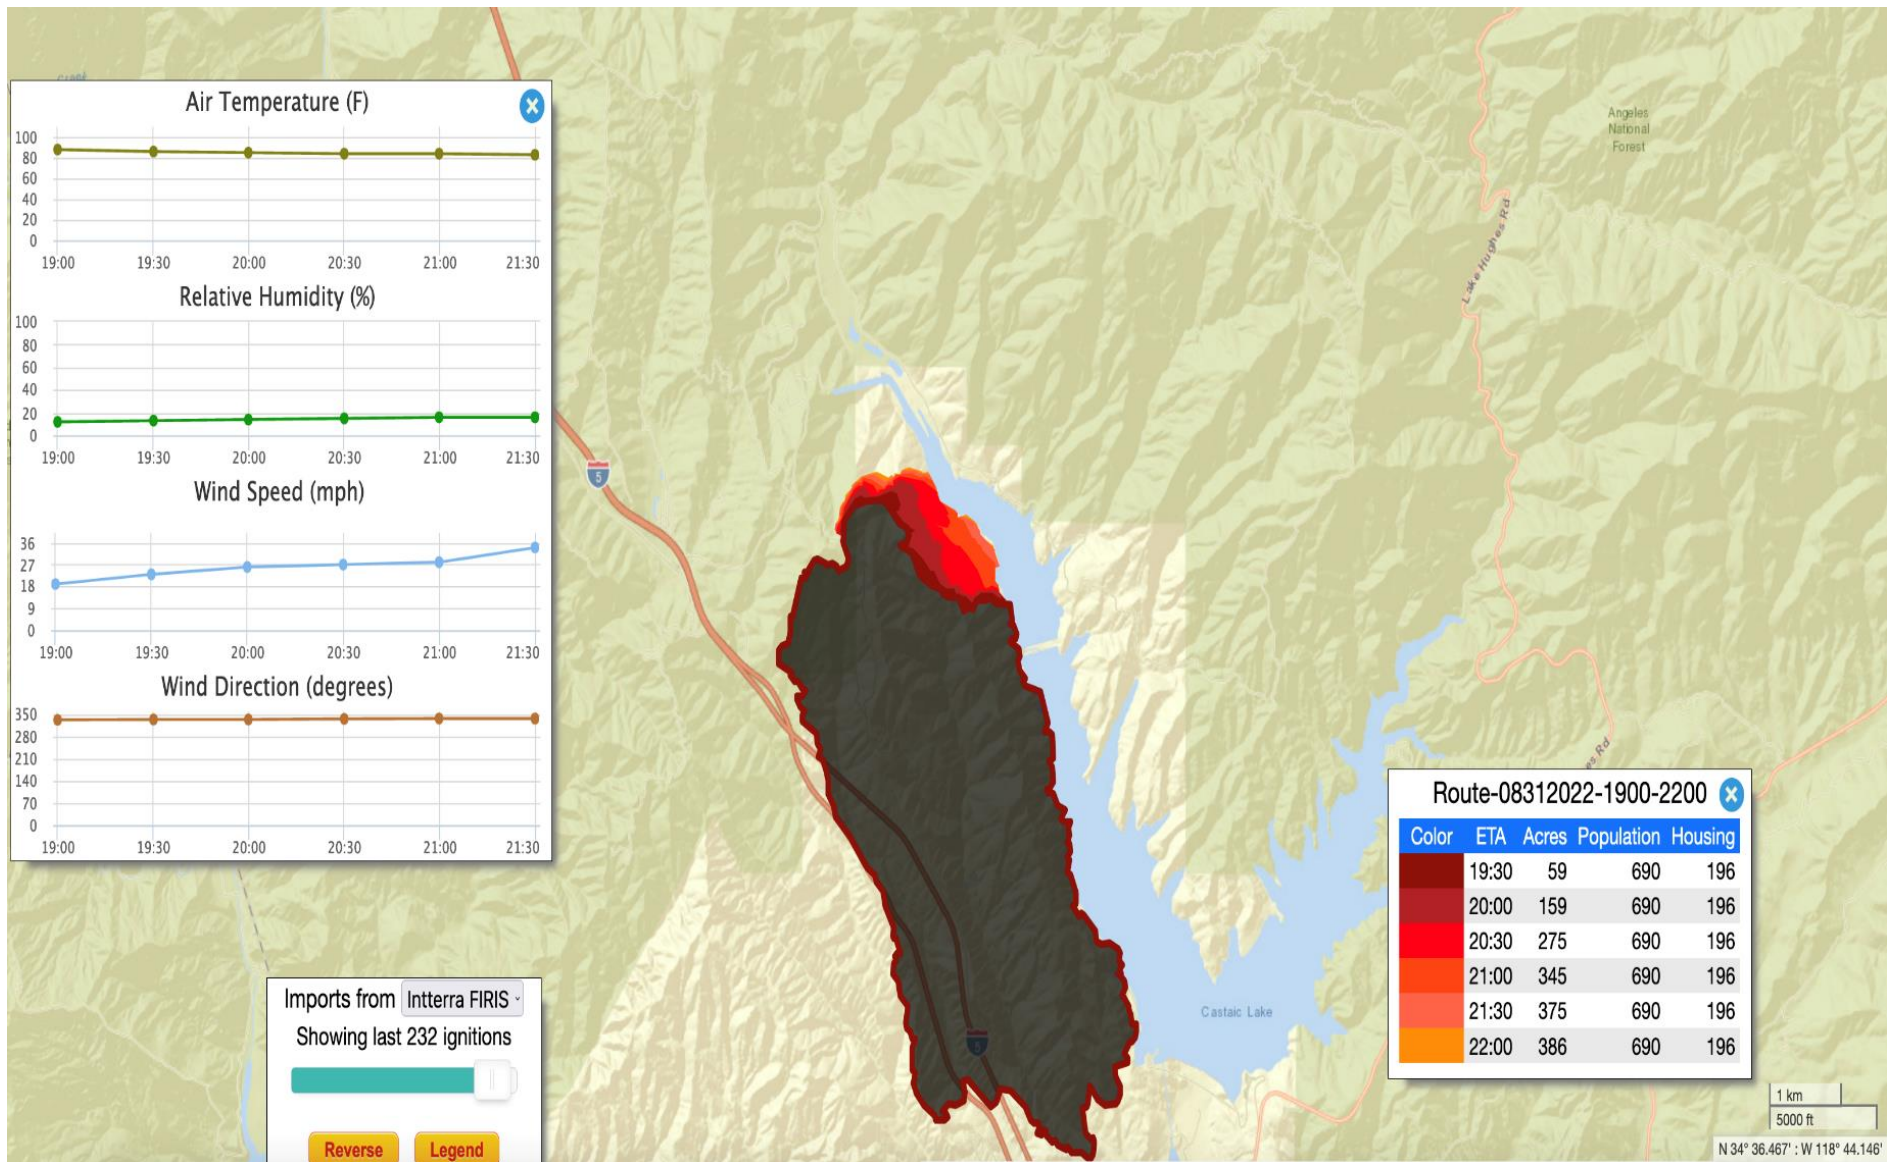 Air Temperature (F)
100
80
60
40
20
0
19:00 19:30 20:00 20:30 21:00 21:30
Relative Humidity (%)
100
80
60
40
20
0
19:00 19:30 20:00 20:30 21:00 21:30
Wind Speed (mph)
36
27
18
9
0
19:00 19:30 20:00 20:30 21:00 21:30
Wind Direction (degrees)
350
280
210
140
70
0
19:00 19:30 20:00 20:30 21:00 21:30
Imports from Intterra FIRIS
Showing last 232 ignitions
Reverse Legend
5
5
Angeles
National
Forest
Lake Hughes Rd
es Rd
Castaic Lake
Route-08312022-1900-2200
Color ETA Acres Population Housing
19:30 59 690 196
20:00 159 690 196
20:30 275 690 196
21:00 345 690 196
21:30 375 690 196
22:00 386 690 196
1 km
5000 ft
N 34° 36.467' : W 118° 44.146'